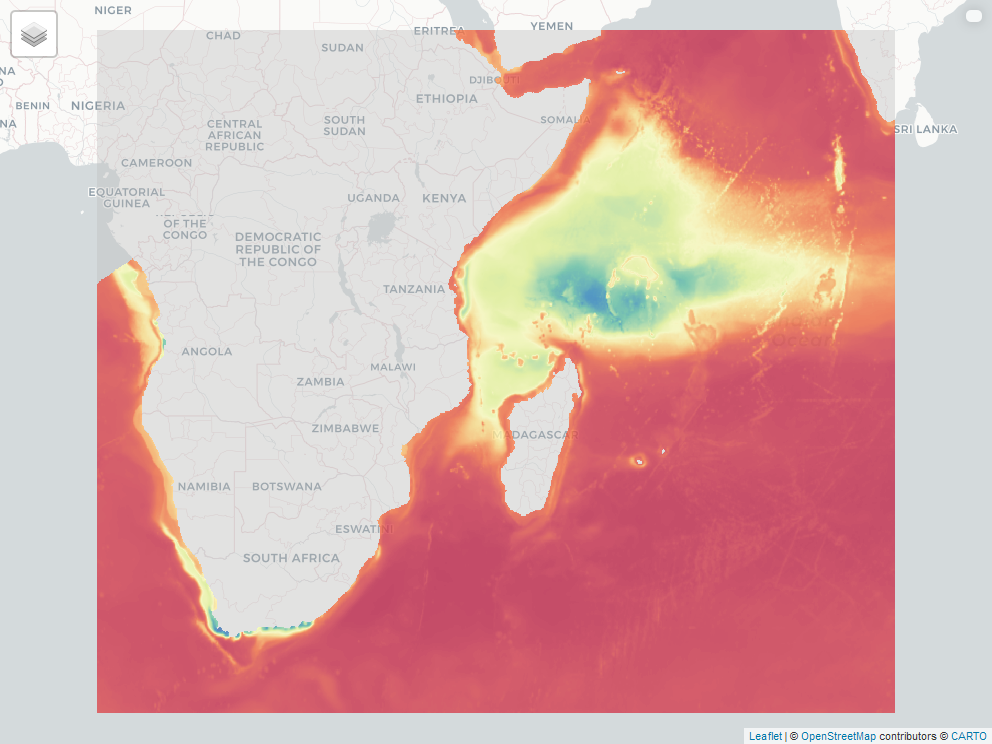 NIGER
YEMEN
ERITREA
CHAD
SUDAN
DJIBOUTI
NA
ETHIOPIA
BENIN
NIGERIA
NA
SOUTH
SUDAN
SOMALI
CENTRAL
AFRICAN
REPUBLIC
SRI LANKA
CAMEROON
EQUATORIAL
GUINEA
UGANDA
KENYA
OF THE
CONGO
DEMOCRATIC
REPUBLIC OF
THE CONGO
TANZANIA
ANGOLA
MALAWI
ZAMBIA
ZIMBABWE
MADAGASCAR
NAMIBIA
BOTSWANA
ESWATINI
SOUTH AFRICA
Leaflet | © OpenStreetMap contributors © CARTO